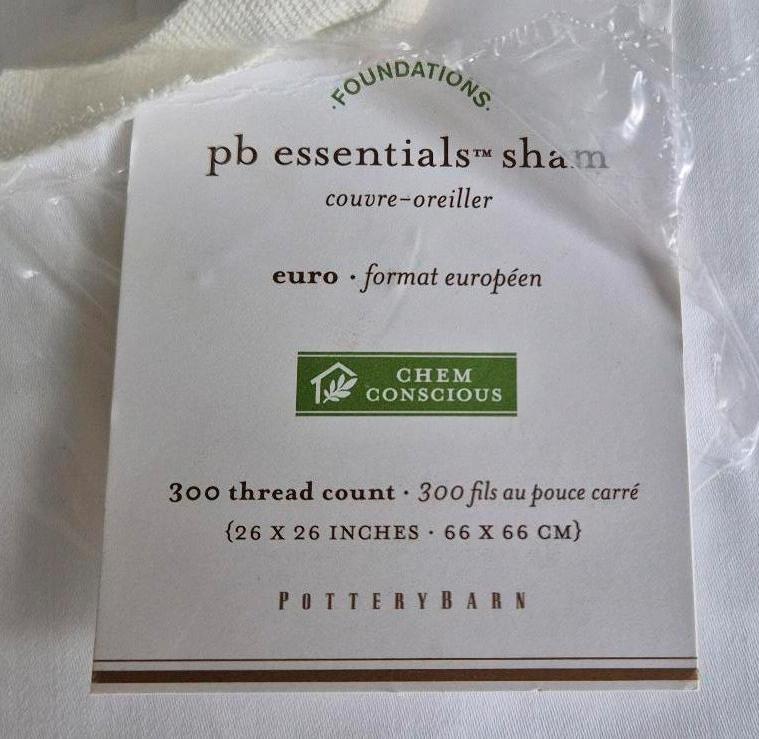 ·FOUNDATIONS·
pb essentials™ sham
couvre-oreiller
euro · format européen
CHEM
CONSCIOUS
300 thread count · 300 fils au pouce carré
{26 X 26 INCHES · 66 X 66 CM}
POTTERYBARN